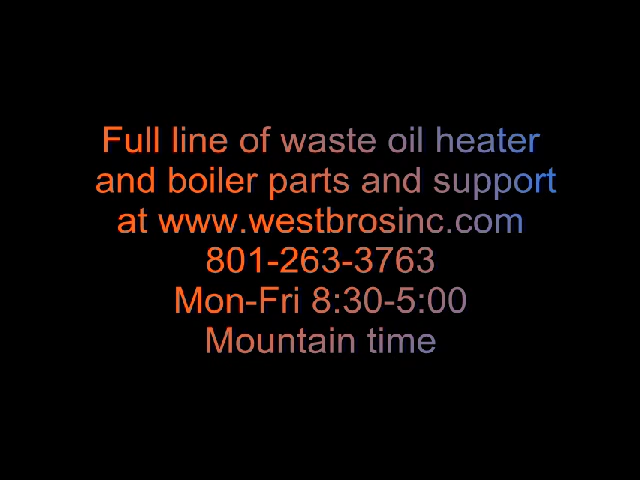 Full line of waste oil heater
and boiler parts and support
at www.westbrosinc.com
801-263-3763
Mon-Fri 8:30-5:00
Mountain time